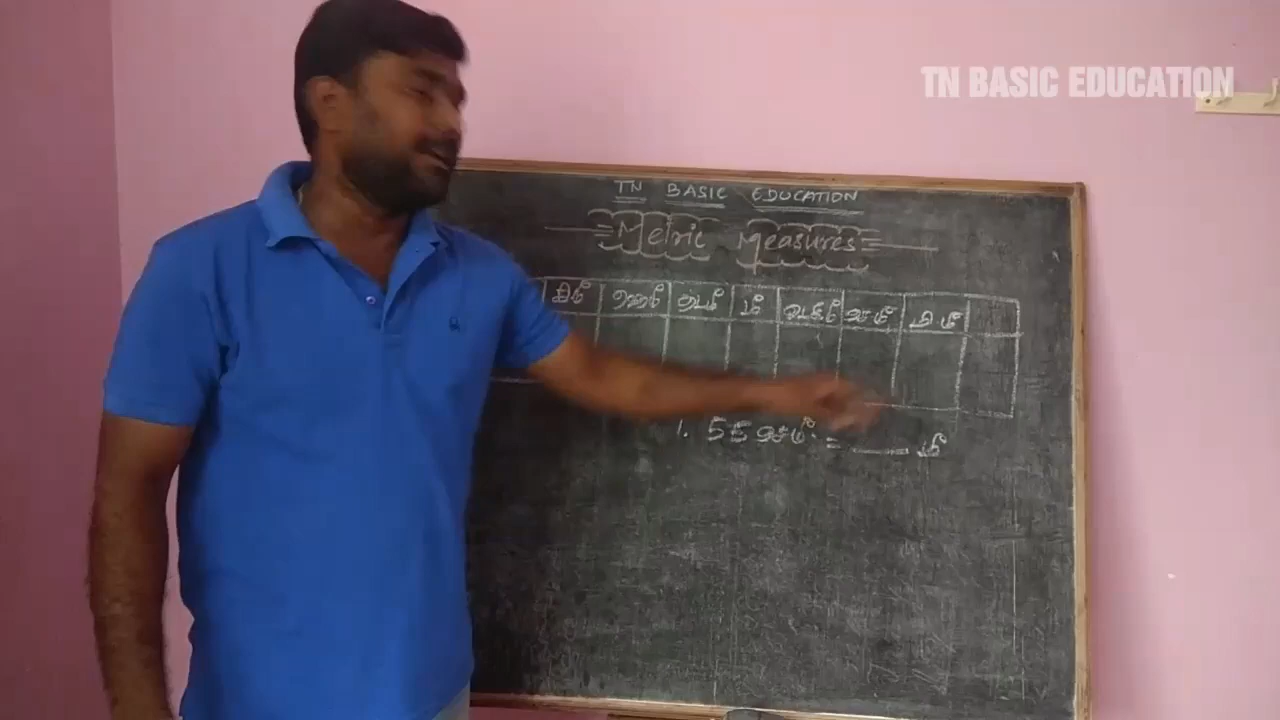 TN BASIC EDUCATION
TN BASIC EDUCATION
Metric Measures
கிமீ ஹெமீ டெகாமீ மீ டெசிமீ செமீ மிமீ
1. 55 செமீ. = ___ மீ